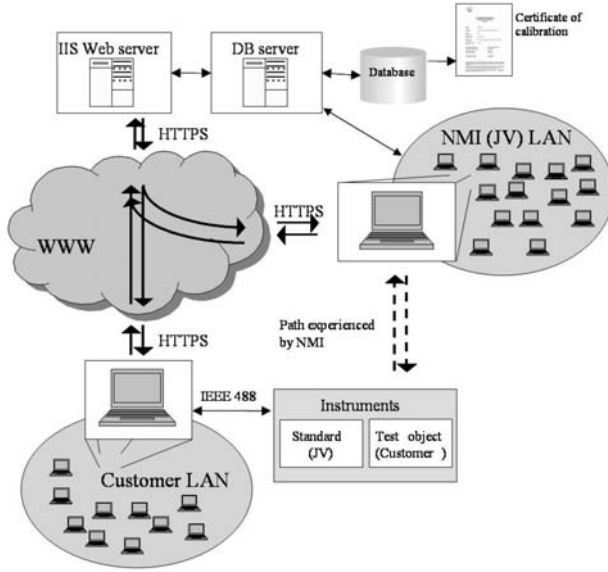 IIS Web server
DB server
Certificate of
calibration
Database
HTTPS
NMI (JV) LAN
WWW
HTTPS
HTTPS
Path experienced
by NMI
IEEE 488
Instruments
Standard
(JV)
Test object
(Customer )
Customer LAN